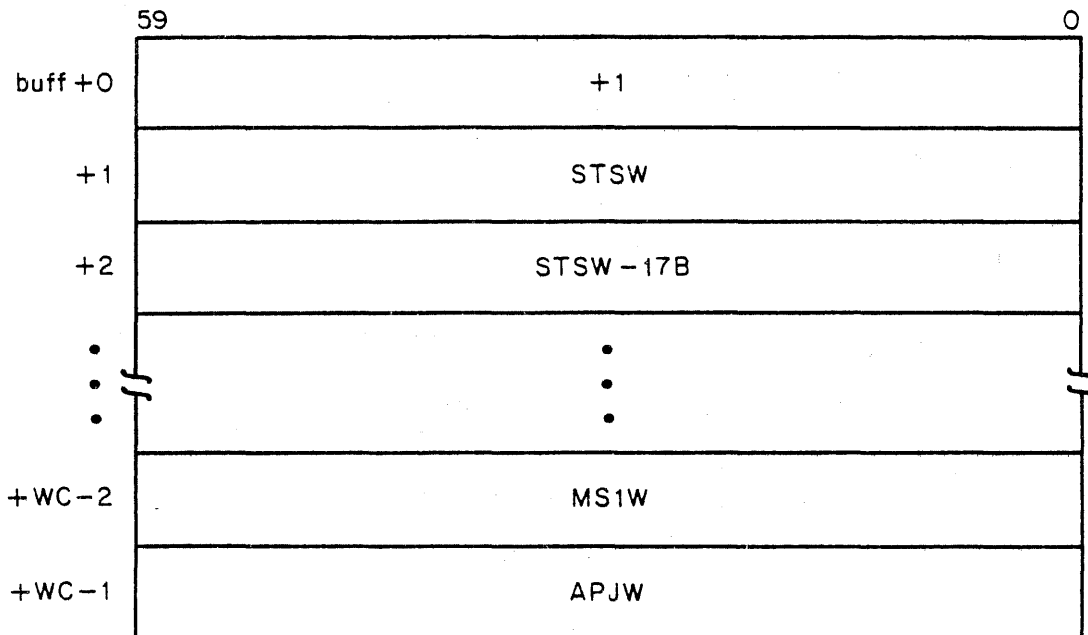 59 0
buff +0 +1
+1 STSW
+2 STSW-17B
+WC-2 MS1W
+WC-1 APJW